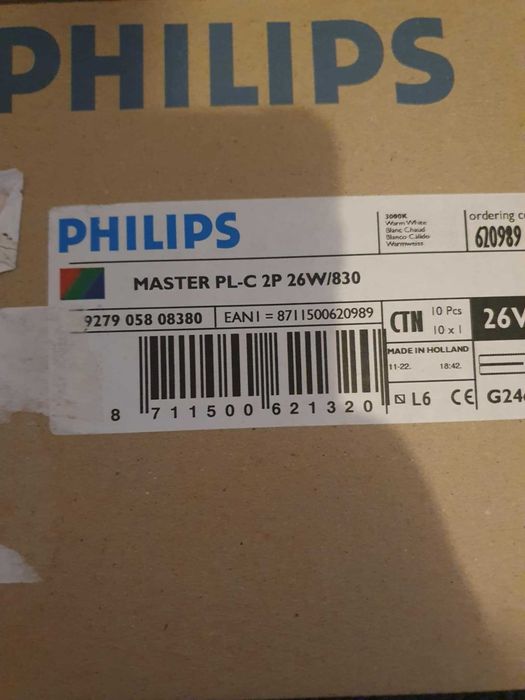 PHILIPS
PHILIPS
3000K
Warm White
Blanc Chaud
Blanco Cálido
Warmweiss
ordering c
620989
MASTER PL-C 2P 26W/830
9279 058 08380
EAN1 = 8711500620989
CTN
10 Pcs
10 x 1
26W
MADE IN HOLLAND
11-22.
18:42.
L6
CE
G24
8 711500 621320